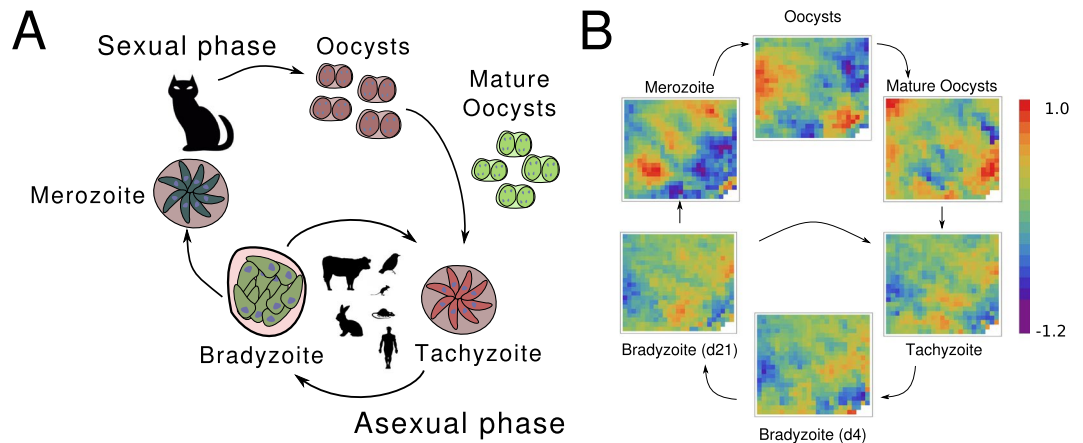 A
Sexual phase
Oocysts
Mature
Oocysts
Merozoite
Bradyzoite
Tachyzoite
Asexual phase
B
Oocysts
Merozoite
Mature Oocysts
1.0
-1.2
Bradyzoite (d21)
Tachyzoite
Bradyzoite (d4)